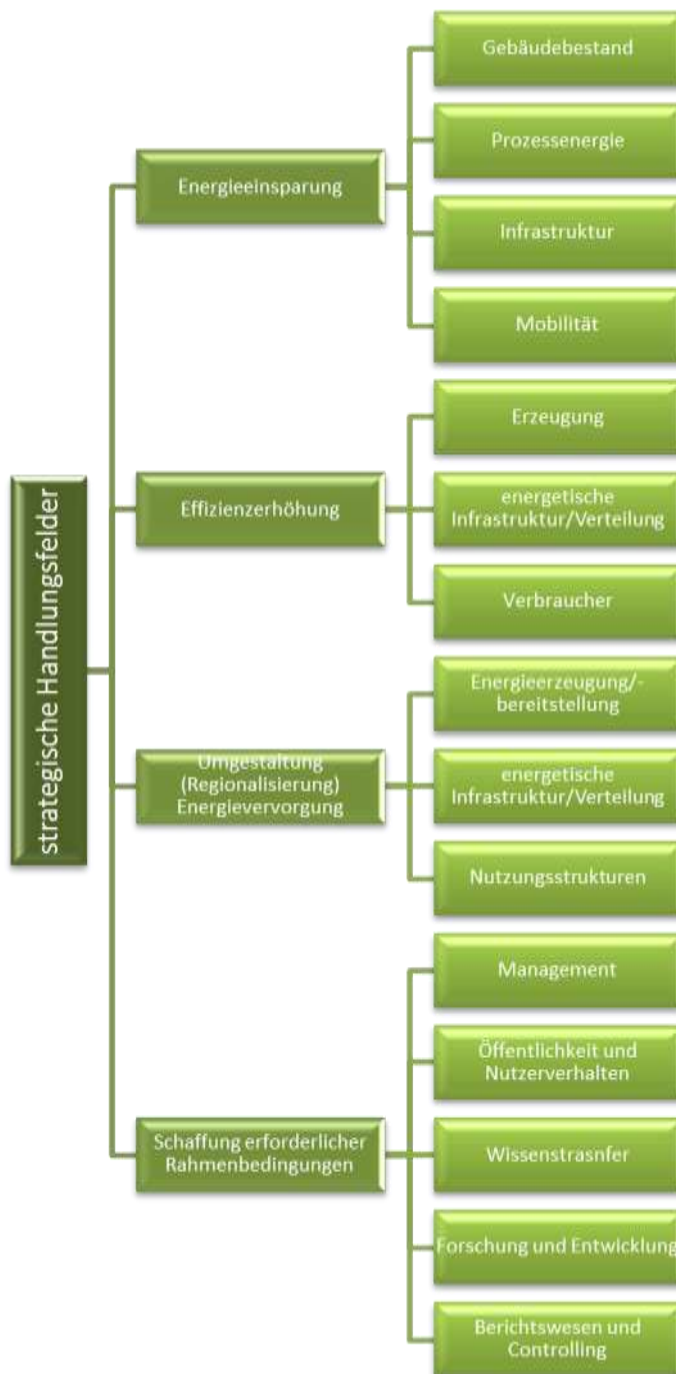 strategische Handlungsfelder
Energieeinsparung
Gebäudebestand
Prozessenergie
Infrastruktur
Mobilität
Effizienzerhöhung
Erzeugung
energetische
Infrastruktur/Verteilung
Verbraucher
Umgestaltung
(Regionalisierung)
Energievervorgung
Energieerzeugung/-
bereitstellung
energetische
Infrastruktur/Verteilung
Nutzungsstrukturen
Schaffung erforderlicher
Rahmenbedingungen
Management
Öffentlichkeit und
Nutzerverhalten
Wissenstrasnfer
Forschung und Entwicklung
Berichtswesen und
Controlling